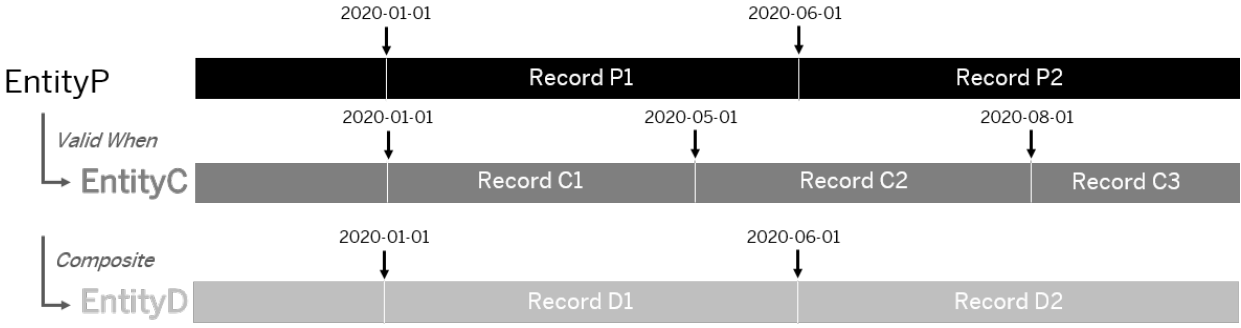 2020-01-01 2020-06-01
EntityP Record P1 Record P2
2020-01-01 2020-05-01 2020-08-01
Valid When
EntityC Record C1 Record C2 Record C3
2020-01-01 2020-06-01
Composite
EntityD Record D1 Record D2